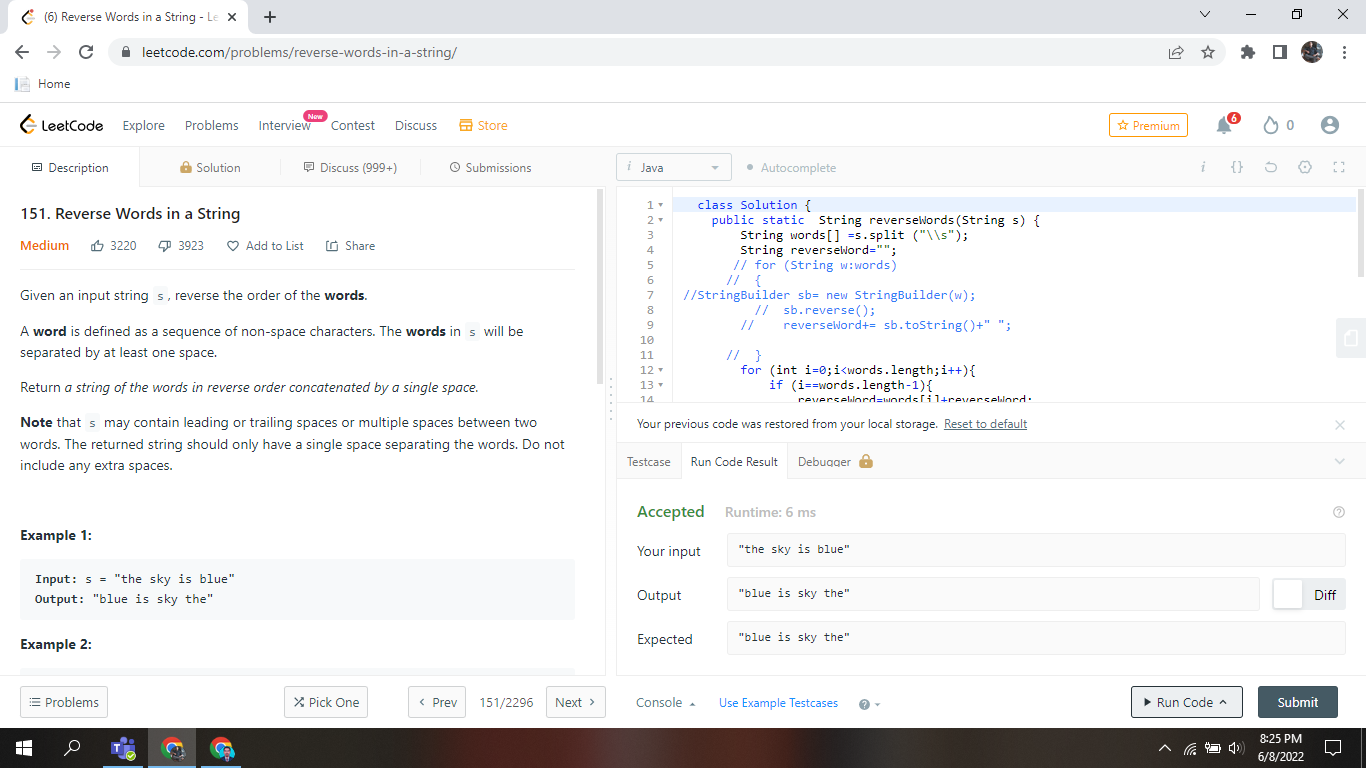 (6) Reverse Words in a String - Le
leetcode.com/problems/reverse-words-in-a-string/
Home
LeetCode Explore Problems Interview New Contest Discuss Store Premium 6 0
Description Solution Discuss (999+) Submissions
151. Reverse Words in a String
Medium 3220 3923 Add to List Share
Given an input string s , reverse the order of the words.
A word is defined as a sequence of non-space characters. The words in s will be
separated by at least one space.
Return a string of the words in reverse order concatenated by a single space.
Note that s may contain leading or trailing spaces or multiple spaces between two
words. The returned string should only have a single space separating the words. Do not
include any extra spaces.
Example 1:
Input: s = "the sky is blue"
Output: "blue is sky the"
Example 2:
Problems Pick One Prev 151/2296 Next
i Java Autocomplete i {}
1 class Solution {
2 public static  String reverseWords(String s) {
3 String words[] =s.split ("\\s");
4 String reverseWord="";
5 // for (String w:words)
6 //  {
7 //StringBuilder sb= new StringBuilder(w);
8 //  sb.reverse();
9 //    reverseWord+= sb.toString()+" ";
10
11 //  }
12 for (int i=0;i<words.length;i++){
13 if (i==words.length-1){
14 reverseWord=words[i]+reverseWord;
Your previous code was restored from your local storage. Reset to default
Testcase Run Code Result Debugger
Accepted Runtime: 6 ms
Your input "the sky is blue"
Output "blue is sky the" Diff
Expected "blue is sky the"
Console Use Example Testcases ? Run Code Submit
8:25 PM
6/8/2022